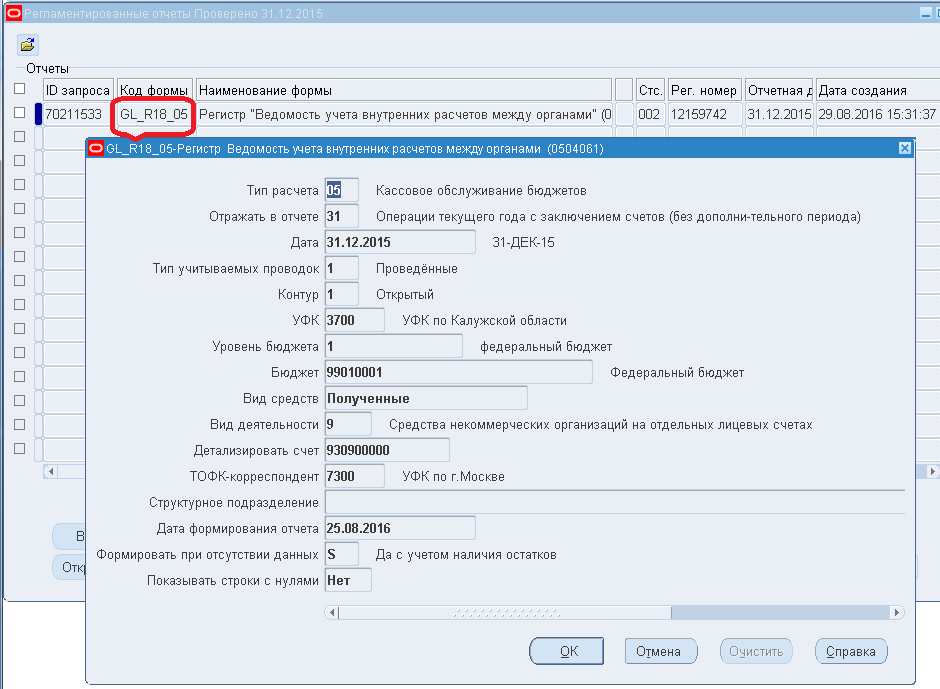 Регламентированные отчеты Проверено 31.12.2015
Отчеты
ID запроса Код формы Наименование формы Стс. Рег. номер Отчетная д Дата создания
70211533 GL_R18_05 Регистр "Ведомость учета внутренних расчетов между органами" (0 002 12159742 31.12.2015 29.08.2016 15:31:37
GL_R18_05-Регистр Ведомость учета внутренних расчетов между органами (0504061)
Тип расчета 05 Кассовое обслуживание бюджетов
Отражать в отчете 31 Операции текущего года с заключением счетов (без дополни-тельного периода)
Дата 31.12.2015 31-ДЕК-15
Тип учитываемых проводок 1 Проведённые
Контур 1 Открытый
УФК 3700 УФК по Калужской области
Уровень бюджета 1 федеральный бюджет
Бюджет 99010001 Федеральный бюджет
Вид средств Полученные
Вид деятельности 9 Средства некоммерческих организаций на отдельных лицевых счетах
Детализировать счет 930900000
ТОФК-корреспондент 7300 УФК по г.Москве
Структурное подразделение
Дата формирования отчета 25.08.2016
В
Формировать при отсутствии данных S Да с учетом наличия остатков
Отк
Показывать строки с нулями Нет
ОК Отмена Очистить Справка